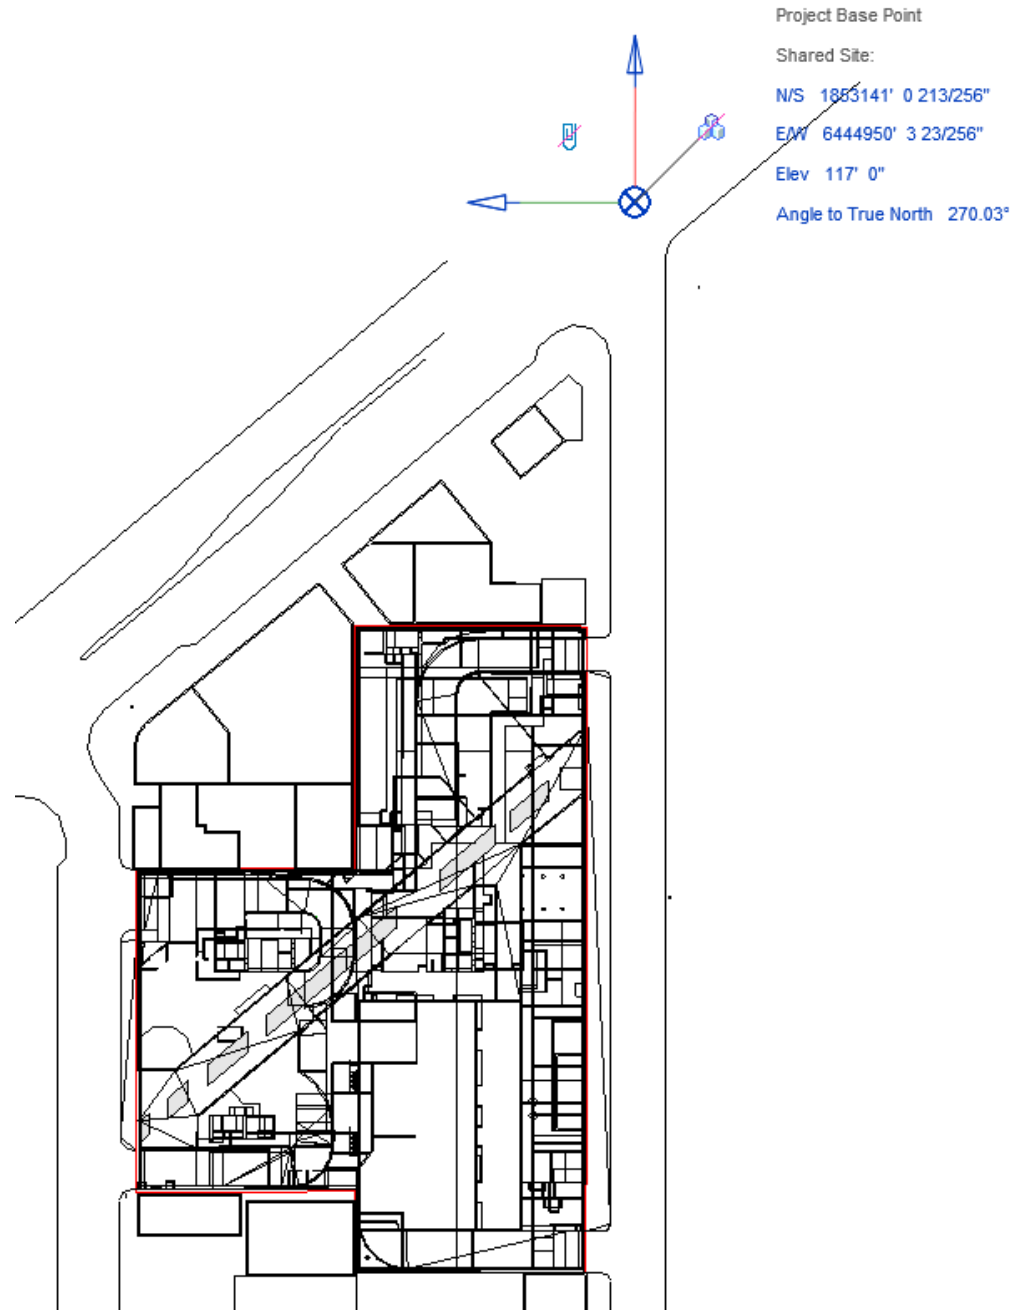 Project Base Point
Shared Site:
N/S 1853141' 0 213/256"
E/W 6444950' 3 23/256"
Elev 117' 0"
Angle to True North 270.03°